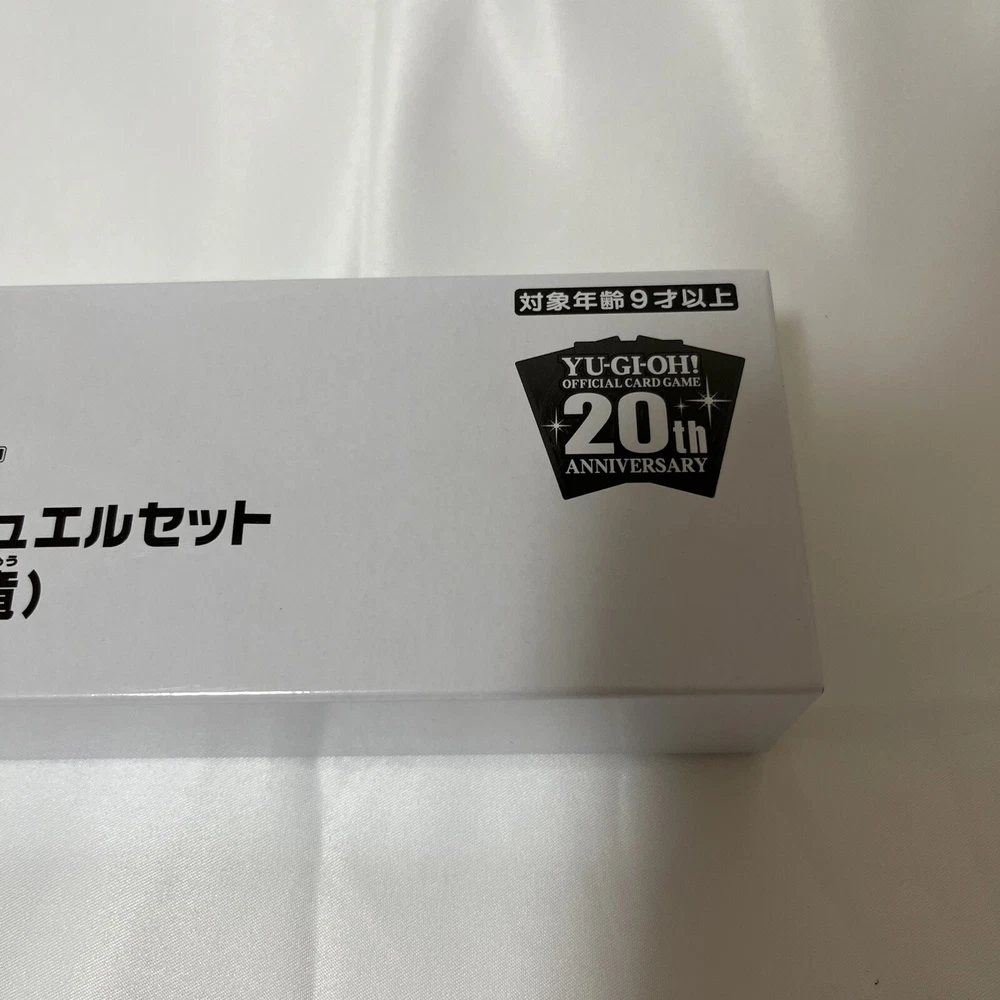 対象年齢9才以上
YU-GI-OH!
OFFICIAL CARD GAME
20th
ANNIVERSARY
ュエルセット
)